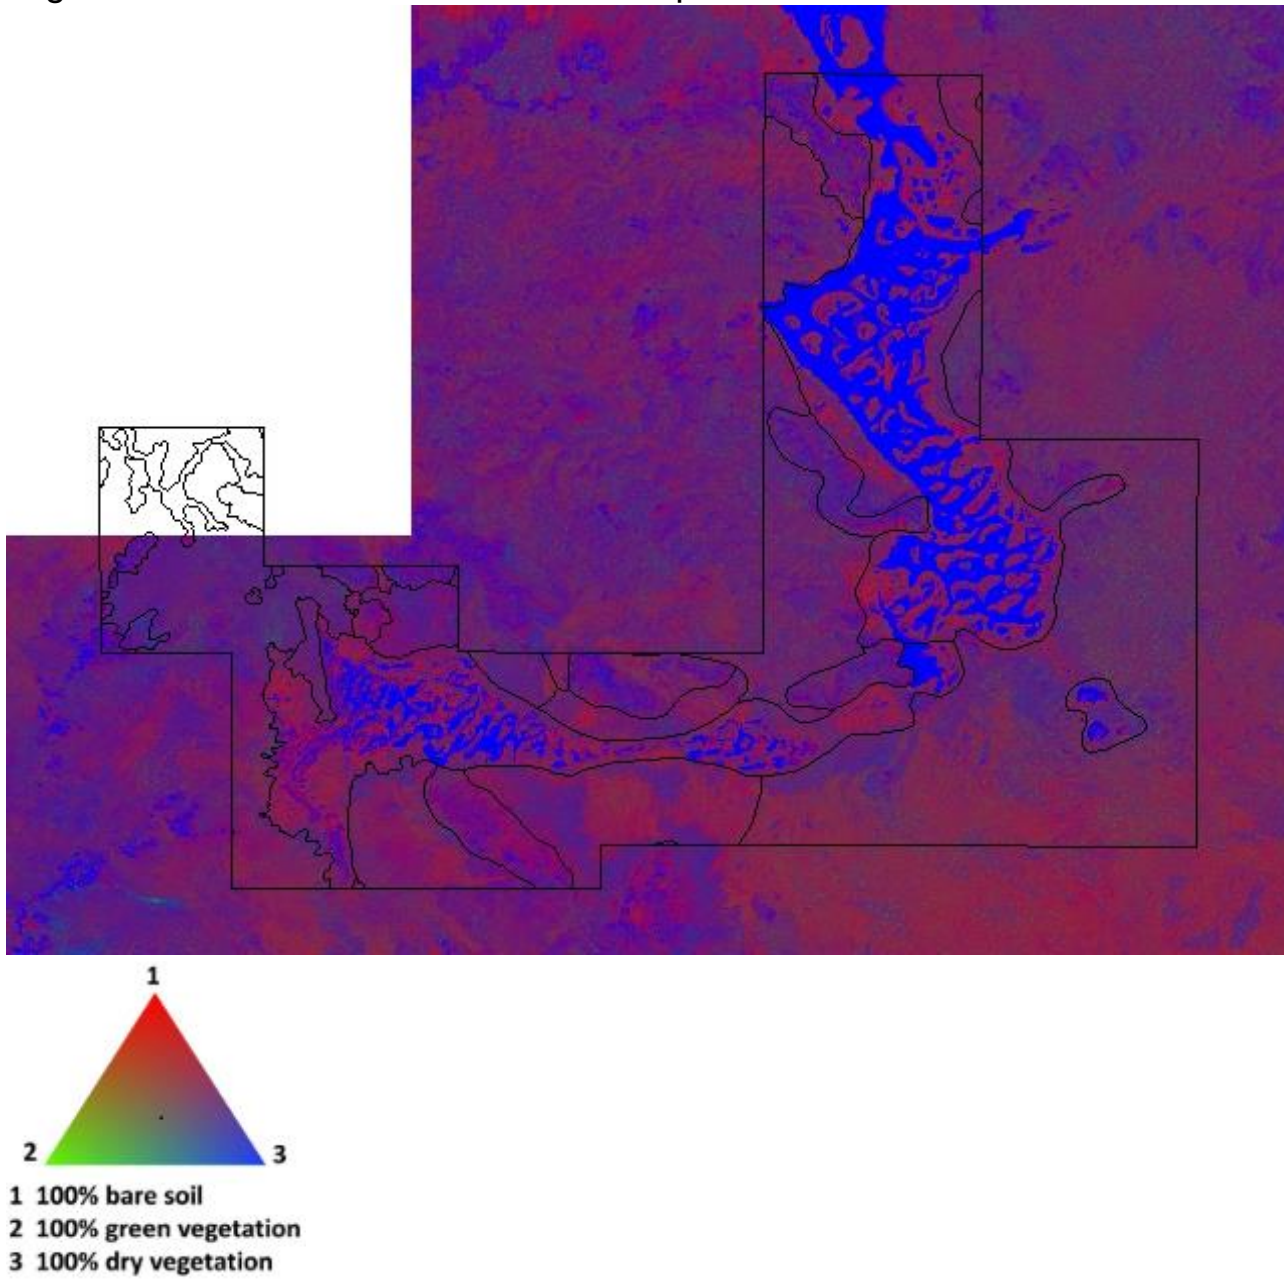 1
2
3
1 100% bare soil
2 100% green vegetation
3 100% dry vegetation